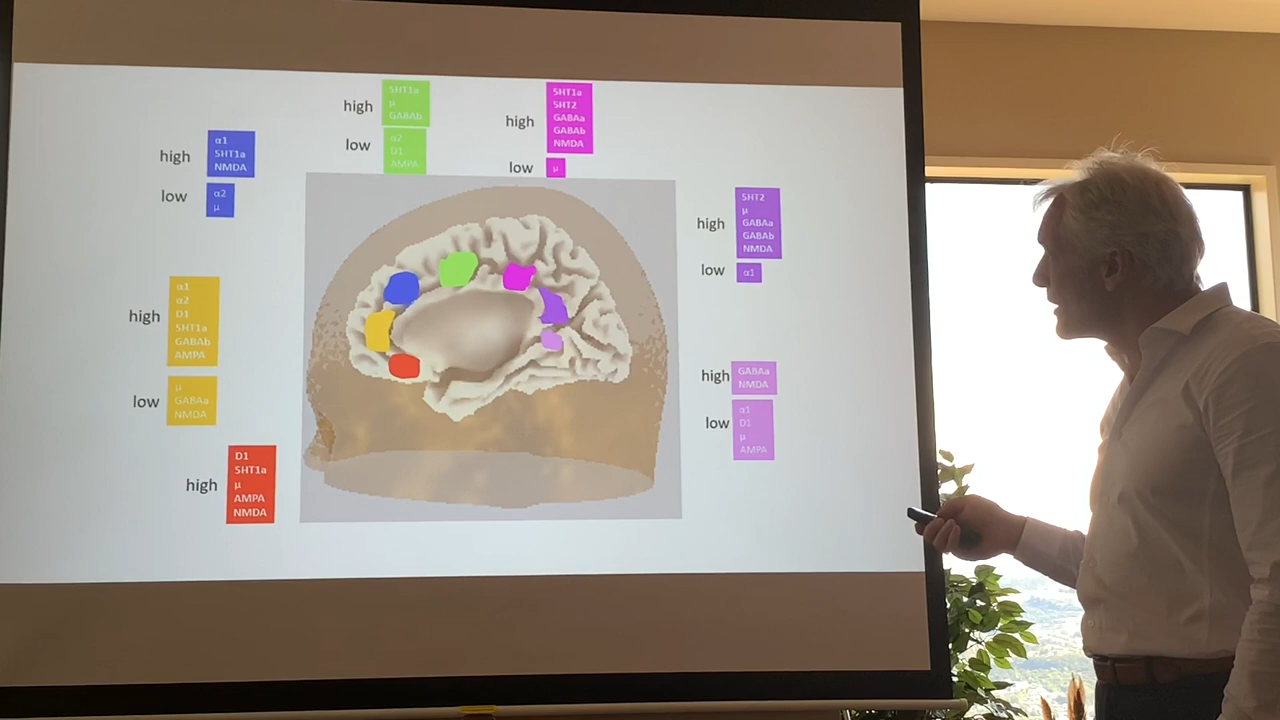 high
5HT1a
μ
GABAb
low
α2
D1
AMPA
high
5HT1a
5HT2
GABAa
GABAb
NMDA
low
μ
high
α1
5HT1a
NMDA
low
α2
μ
high
5HT2
μ
GABAa
GABAb
NMDA
low
α1
high
α1
α2
D1
5HT1a
GABAb
AMPA
low
μ
GABAa
NMDA
high
GABAa
NMDA
low
α1
D1
μ
AMPA
high
D1
5HT1a
μ
AMPA
NMDA